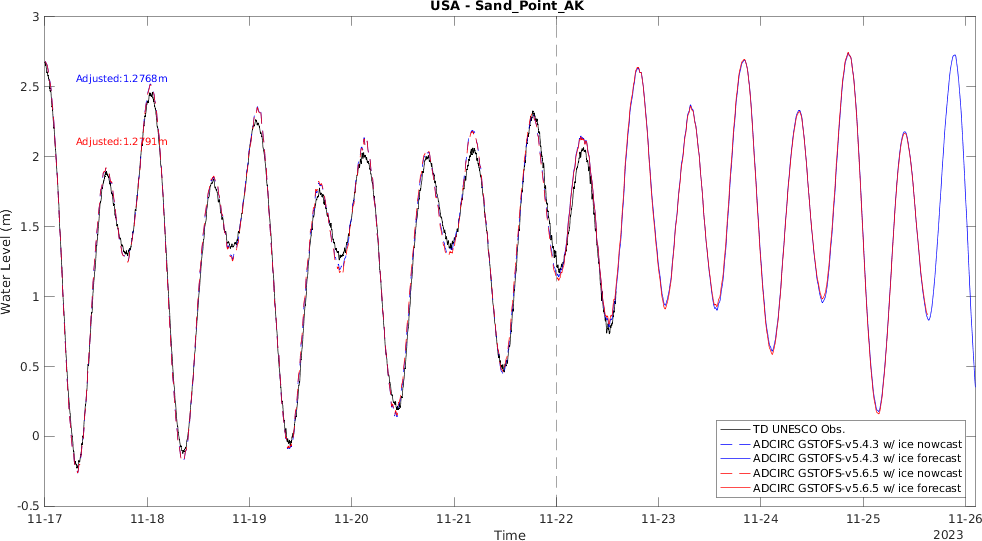 USA - Sand_Point_AK
3
2.5
2
1.5
1
0.5
0
-0.5
Water Level (m)
Adjusted:1.2768m
Adjusted:1.2791m
TD UNESCO Obs.
ADCIRC GSTOFS-v5.4.3 w/ ice nowcast
ADCIRC GSTOFS-v5.4.3 w/ ice forecast
ADCIRC GSTOFS-v5.6.5 w/ ice nowcast
ADCIRC GSTOFS-v5.6.5 w/ ice forecast
11-17 11-18 11-19 11-20 11-21 11-22 11-23 11-24 11-25 11-26
Time
2023